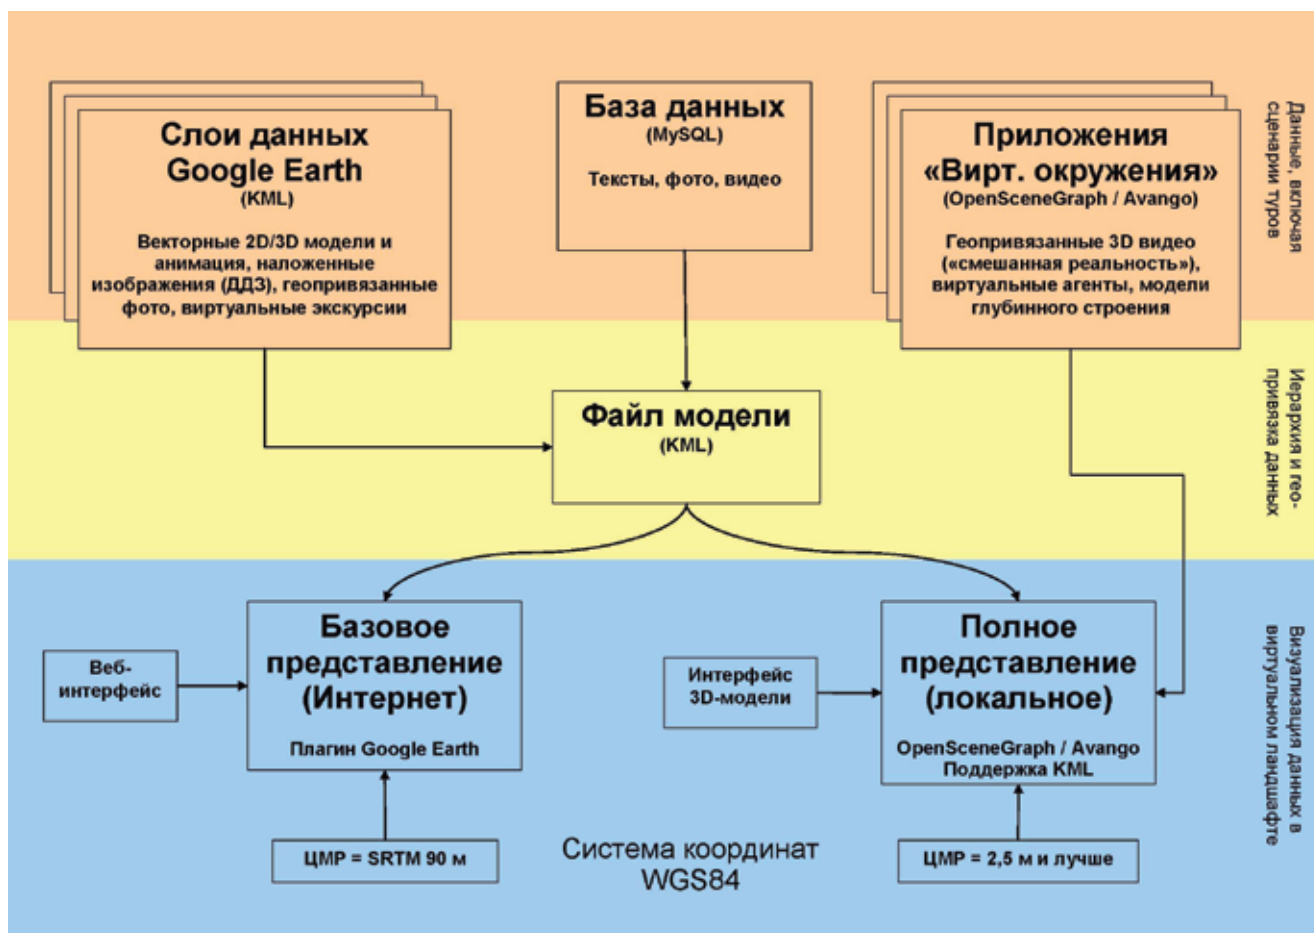 Слои данных
Google Earth
(KML)
Векторные 2D/3D модели и
анимация, наложенные
изображения (ДДЗ), геопривязанные
фото, виртуальные экскурсии
База данных
(MySQL)
Тексты, фото, видео
Приложения
«Вирт. окружения»
(OpenSceneGraph / Avango)
Геопривязанные 3D видео
(«смешанная реальность»),
виртуальные агенты, модели
глубинного строения
Данные, включая
сценарии туров
Файл модели
(KML)
Иерархия и гео-
привязка данных
Веб-
интерфейс
Базовое
представление
(Интернет)
Плагин Google Earth
Интерфейс
3D-модели
Полное
представление
(локальное)
OpenSceneGraph / Avango
Поддержка KML
Визуализация данных в
виртуальном ландшафте
ЦМР = SRTM 90 м
Система координат
WGS84
ЦМР = 2,5 м и лучше